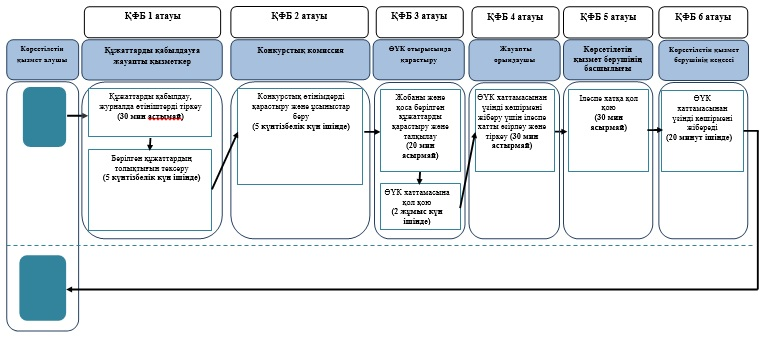 ҚФБ 1 атауы
ҚФБ 2 атауы
ҚФБ 3 атауы
ҚФБ 4 атауы
ҚФБ 5 атауы
ҚФБ 6 атауы
Көрсетілетін
қызмет алушы
Құжаттарды қабылдауға
жауапты қызметкер
Конкурстық комиссия
ӨҮК отырысында
қарастыру
Жауапты
орындаушы
Көрсетілетін
қызмет берушінің
басшылығы
Көрсетілетін қызмет
берушінің кеңсесі
Құжаттарды қабылдау,
журналда өтініштерді тіркеу
(30 мин асырмай)
Берілген құжаттардың
толықтығын тексеру
(5 күнтізбелік күн ішінде)
Конкурстық өтінімдерді
қарастыру және ұсыныстар
беру
(5 күнтізбелік күн ішінде)
Жобаны және
қоса берілген
құжаттарды
қарастыру және
талқылау
(20 мин
асырмай)
ӨҮК хаттамасына
қол қою
(2 жұмыс күн
ішінде)
ӨҮК хаттамасынан
үзінді көшірмені
жіберу үшін ілеспе
хатты әзірлеу және
тіркеу (30 мин
астырмай)
Ілеспе хатқа қол
қою
(30 мин
асырмай)
ӨҮК
хаттамасынан
үзінді көшірмені
жібереді
(20 минут ішінде)